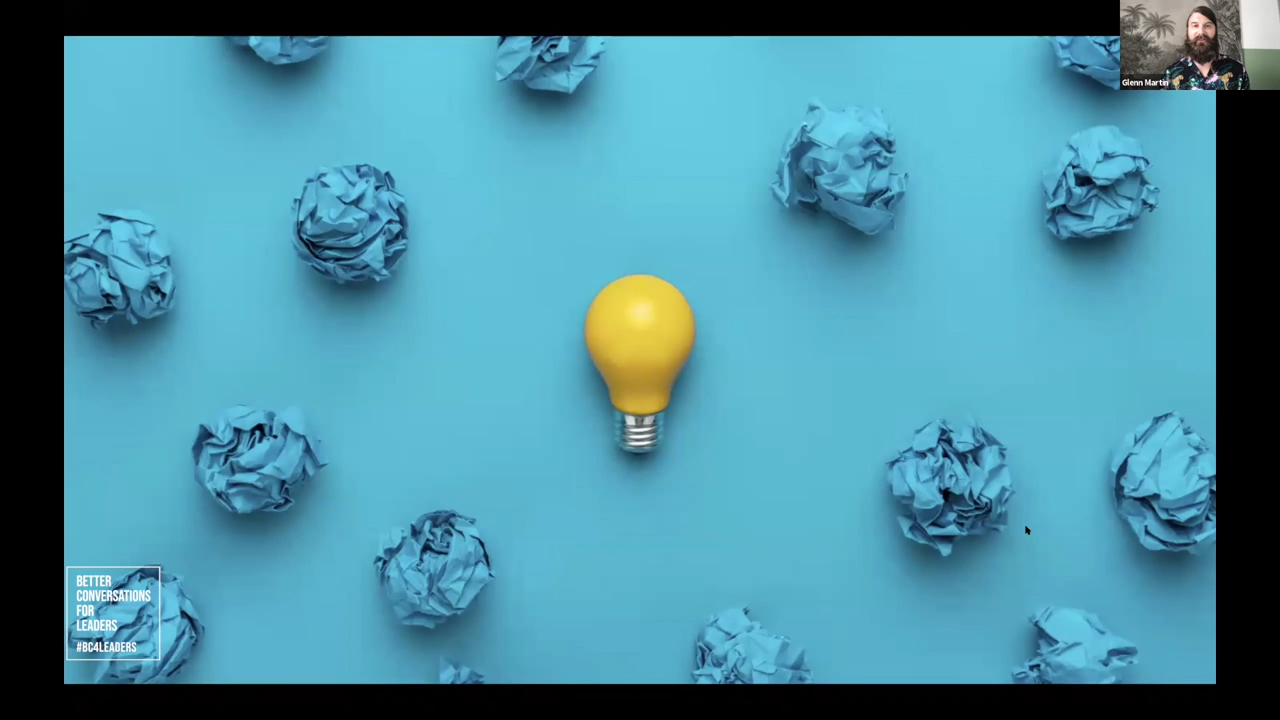 Glenn Martin
BETTER
CONVERSATIONS
FOR
LEADERS
#BC4LEADERS